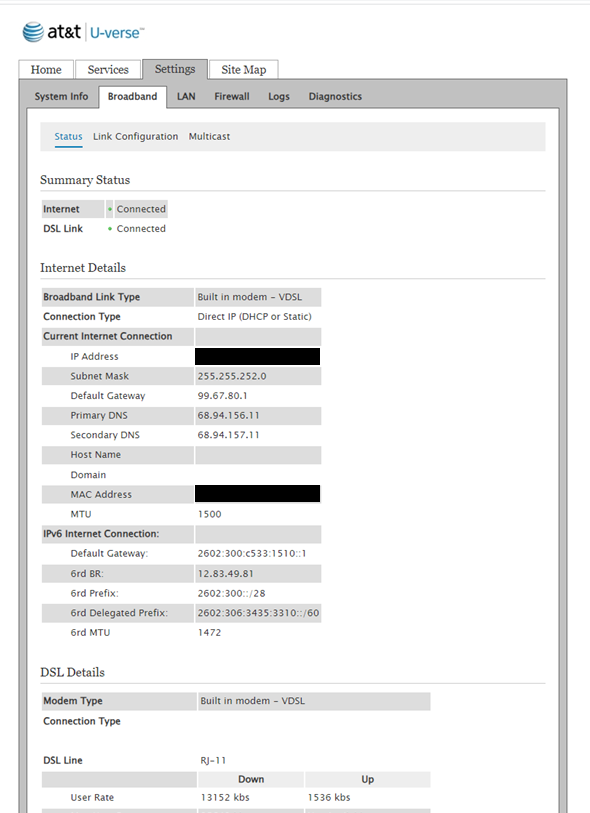 at&t U-verse℠
Home Services Settings Site Map
System Info Broadband LAN Firewall Logs Diagnostics
Status Link Configuration Multicast
Summary Status
Internet Connected
DSL Link Connected
Internet Details
Broadband Link Type Built in modem - VDSL
Connection Type Direct IP (DHCP or Static)
Current Internet Connection
IP Address
Subnet Mask 255.255.252.0
Default Gateway 99.67.80.1
Primary DNS 68.94.156.11
Secondary DNS 68.94.157.11
Host Name
Domain
MAC Address
MTU 1500
IPv6 Internet Connection:
Default Gateway: 2602:300:c533:1510::1
6rd BR: 12.83.49.81
6rd Prefix: 2602:300::/28
6rd Delegated Prefix: 2602:306:3435:3310::/60
6rd MTU 1472
DSL Details
Modem Type Built in modem - VDSL
Connection Type
DSL Line RJ-11
Down Up
User Rate 13152 kbs 1536 kbs